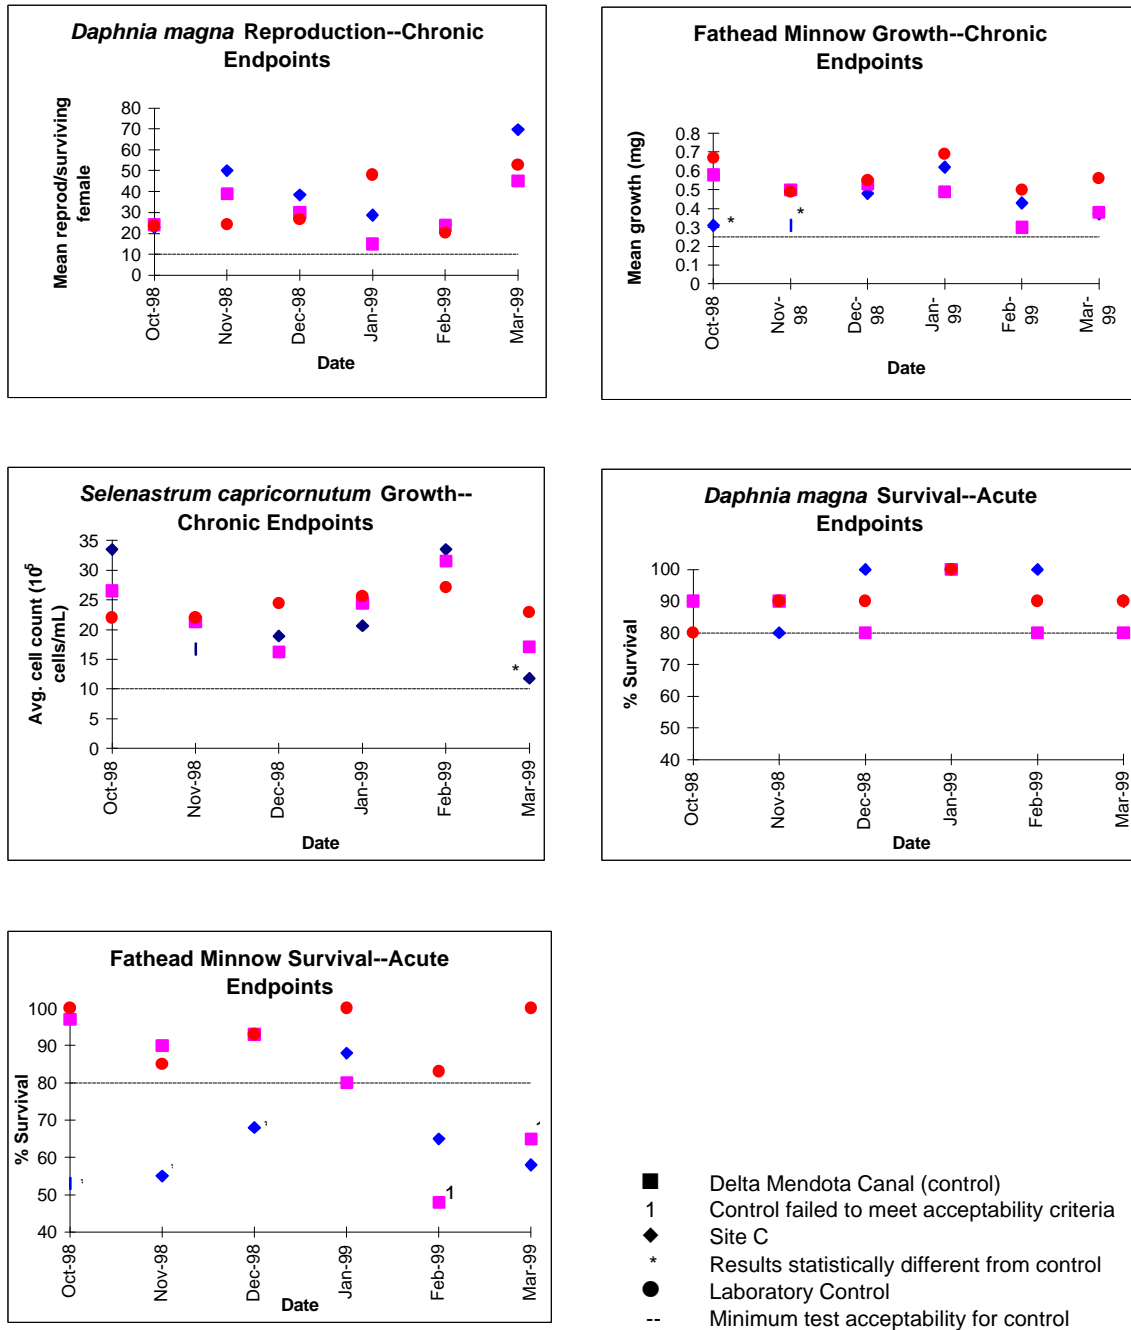 Daphnia magna Reproduction--Chronic
Endpoints
Mean reprod/surviving
female
80
70
60
50
40
30
20
10
0
Oct-98
Nov-98
Dec-98
Jan-99
Feb-99
Mar-99
Date
Fathead Minnow Growth--Chronic
Endpoints
Mean growth (mg)
0.8
0.7
0.6
0.5
0.4
0.3
0.2
0.1
0
*
*
Oct-98
Nov-
98
Dec-
98
Jan-
99
Feb-
99
Mar-
99
Date
Selenastrum capricornutum Growth--
Chronic Endpoints
Avg. cell count (10^5
cells/mL)
35
30
25
20
15
10
5
0
*
Oct-98
Nov-98
Dec-98
Jan-99
Feb-99
Mar-99
Date
Daphnia magna Survival--Acute
Endpoints
% Survival
100
90
80
70
60
50
40
Oct-98
Nov-98
Dec-98
Jan-99
Feb-99
Mar-99
Date
Fathead Minnow Survival--Acute
Endpoints
% Survival
100
90
80
70
60
50
40
1
Oct-98
Nov-98
Dec-98
Jan-99
Feb-99
Mar-99
Date
Delta Mendota Canal (control)
1 Control failed to meet acceptability criteria
Site C
* Results statistically different from control
Laboratory Control
-- Minimum test acceptability for control